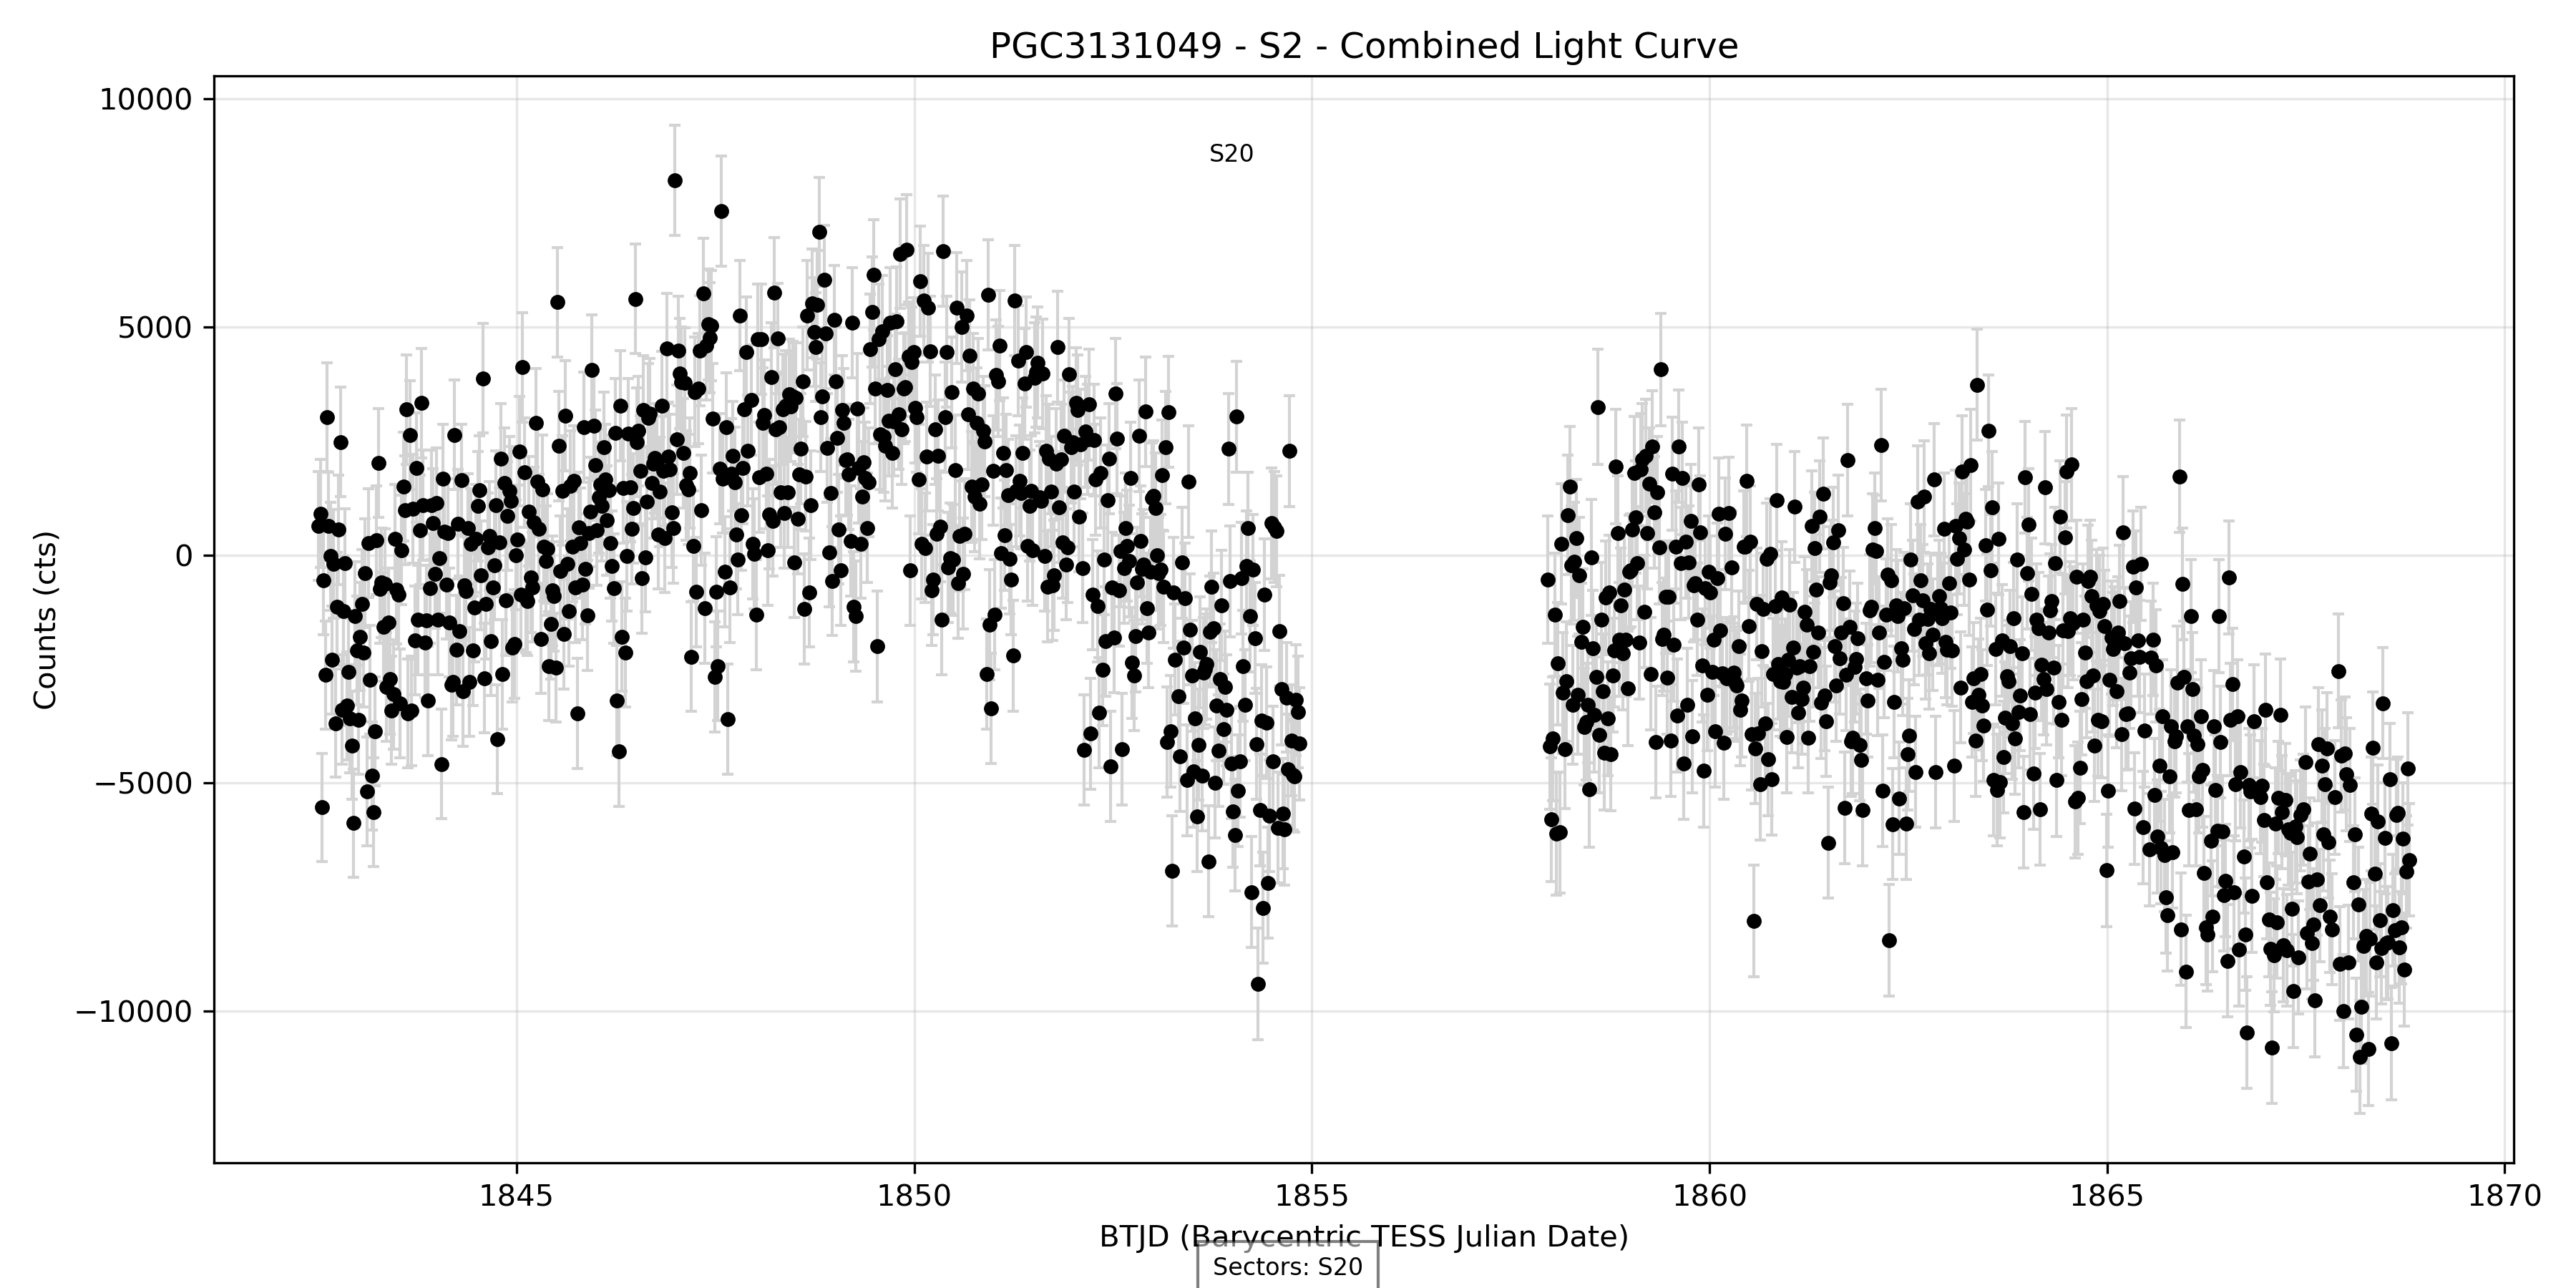 PGC3131049 - S2 - Combined Light Curve
10000
5000
0
−5000
−10000
Counts (cts)
S20
1845
1850
1855
1860
1865
1870
BTJD (Barycentric TESS Julian Date)
Sectors: S20